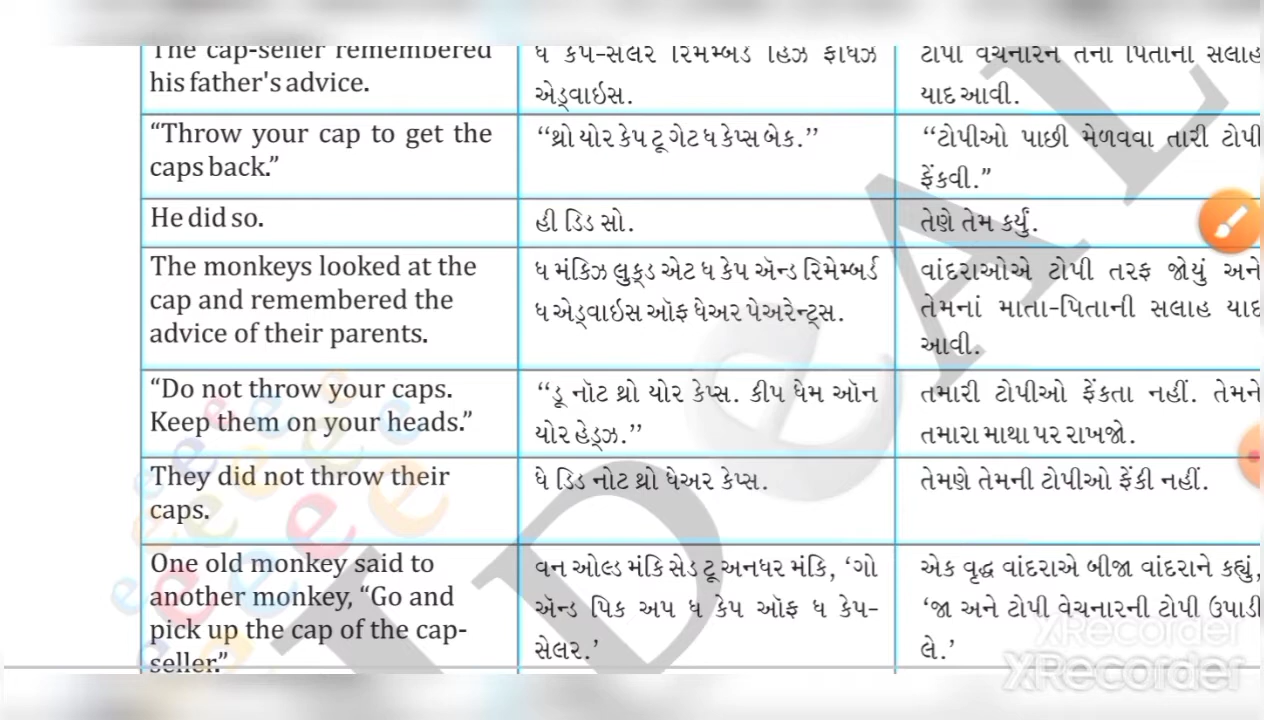 The cap-seller remembered
his father's advice.
ધ કેપ-સેલર રિમેમ્બર્ડ હિઝ ફાધર્ઝ
એડ્વાઇસ.
ટોપી વેચનારને તેના પિતાની સલાહ
યાદ આવી.
“Throw your cap to get the
caps back.”
“થ્રો યોર કેપ ટૂ ગેટ ધ કેપ્સ બેક.”
“ટોપીઓ પાછી મેળવવા તારી ટોપી
ફેંકવી.”
He did so.
હી ડિડ સો.
તેણે તેમ કર્યું.
The monkeys looked at the
cap and remembered the
advice of their parents.
ધ મંકિઝ લુક્ડ એટ ધ કેપ ઍન્ડ રિમેમ્બર્ડ
ધ એડ્વાઇસ ઑફ ધેઅર પેઅરેન્ટ્સ.
વાંદરાઓએ ટોપી તરફ જોયું અને
તેમનાં માતા-પિતાની સલાહ યાદ
આવી.
“Do not throw your caps.
Keep them on your heads.”
“ડૂ નૉટ થ્રો યોર કેપ્સ. કીપ ધેમ ઑન
યોર હેડ્ઝ.”
તમારી ટોપીઓ ફેંકતા નહીં. તેમને
તમારા માથા પર રાખજો.
They did not throw their
caps.
ધે ડિડ નોટ થ્રો ધેઅર કેપ્સ.
તેમણે તેમની ટોપીઓ ફેંકી નહીં.
One old monkey said to
another monkey, “Go and
pick up the cap of the cap-
seller.”
વન ઓલ્ડ મંકિ સેડ ટૂ અનધર મંકિ, ‘ગો
ઍન્ડ પિક અપ ધ કેપ ઑફ ધ કેપ-
સેલર.’
એક વૃદ્ધ વાંદરાએ બીજા વાંદરાને કહ્યું,
‘જા અને ટોપી વેચનારની ટોપી ઉપાડી
લે.’
IDeAL
XRecorder
XRecorder